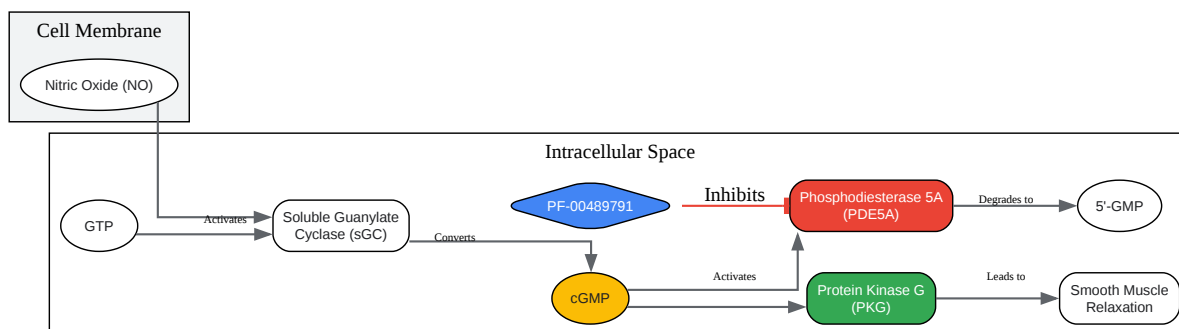 Cell Membrane
Nitric Oxide (NO)
Intracellular Space
GTP
Activates
Soluble Guanylate
Cyclase (sGC)
Converts
PF-00489791
Inhibits
Phosphodiesterase 5A
(PDE5A)
Degrades to
5'-GMP
cGMP
Activates
Protein Kinase G
(PKG)
Leads to
Smooth Muscle
Relaxation